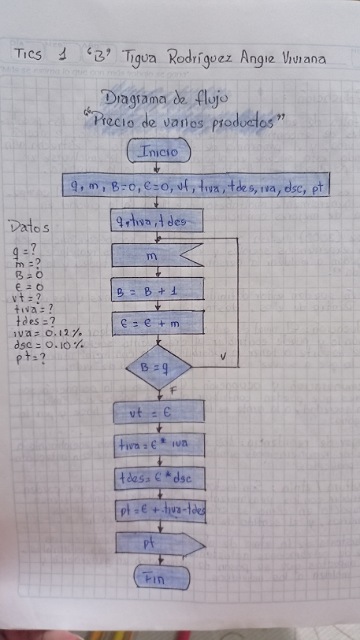 Tics 1 "B" Tigua Rodríguez Angie Viviana
Diagrama de flujo
"Precio de varios productos"
Inicio
q, m, B=0, €=0, vt, tiva, tdes, iva, dsc, pt
q, tiva, tdes
m
B = B + 1
€ = € + m
B = q
V
F
vt = €
tiva = € * iva
tdes = € * dsc
pt = € + tiva - tdes
pt
Fin
Datos
q = ?
m = ?
B = 0
€ = 0
vt = ?
tiva = ?
tdes = ?
iva = 0.12%
dsc = 0.10%
pt = ?